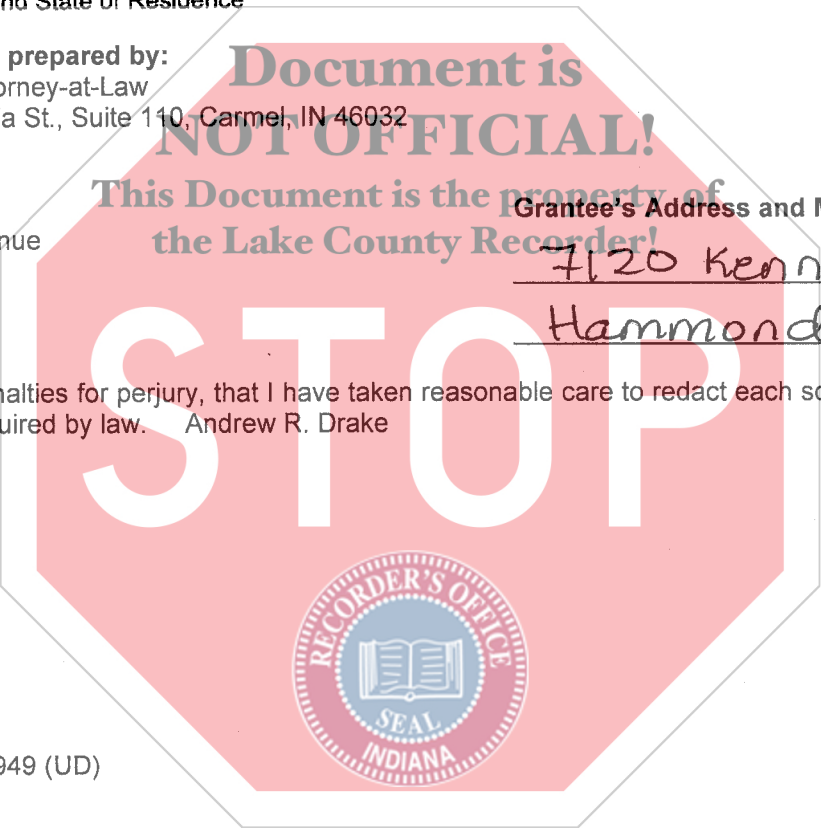 nd State of Residence
prepared by:
orney-at-Law
a St., Suite 110, Carmel, IN 46032
Document is
NOT OFFICIAL!
This Document is the property of
the Lake County Recorder!
Grantee's Address and M
nue
7120 Kenn
Hammond
nalties for perjury, that I have taken reasonable care to redact each so
uired by law. Andrew R. Drake
STOP
RECORDER'S OFFICE
SEAL
INDIANA
949 (UD)